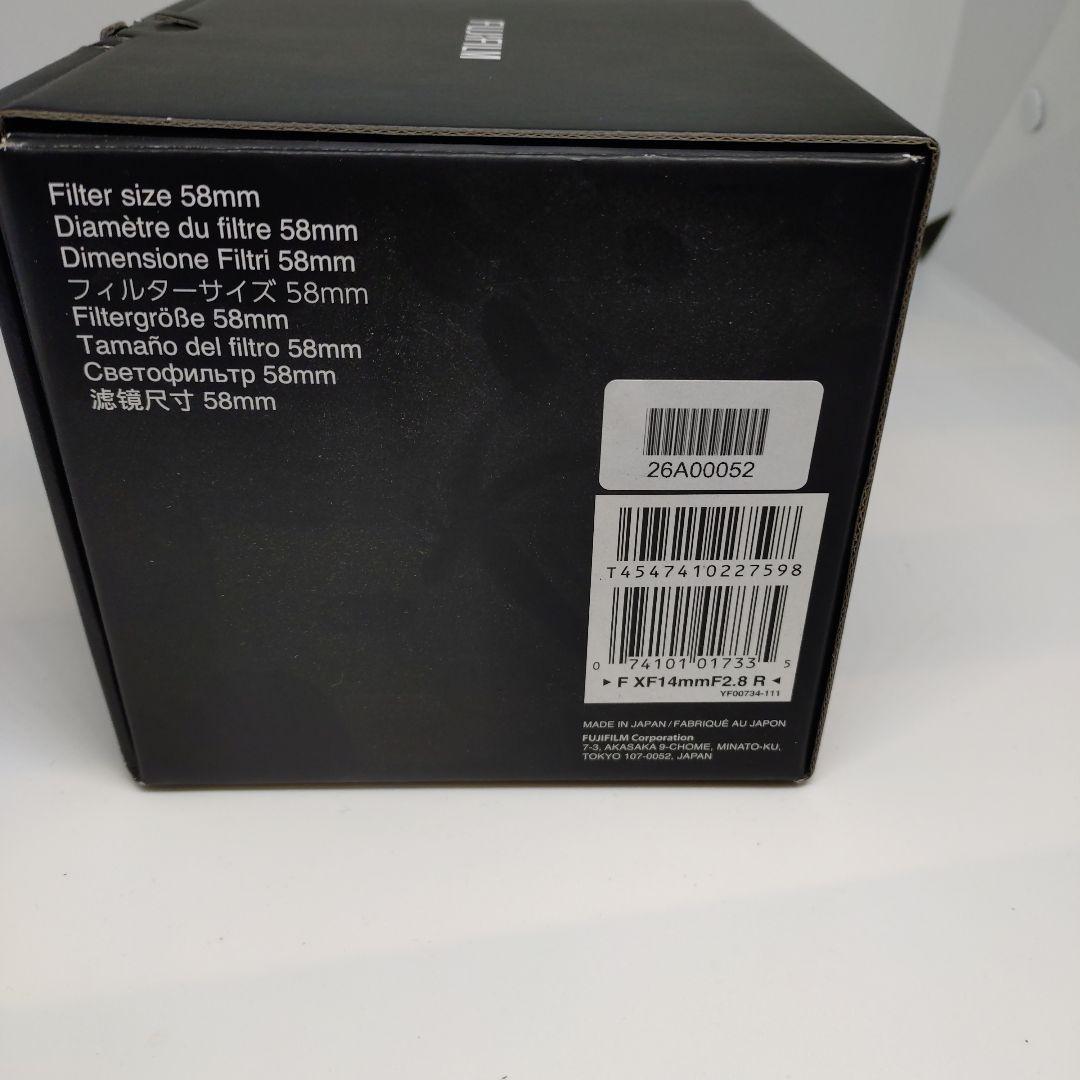 FUJIFILM
Filter size 58mm
Diamètre du filtre 58mm
Dimensione Filtri 58mm
フィルターサイズ 58mm
Filtergröße 58mm
Tamaño del filtro 58mm
Светофильтр 58mm
滤镜尺寸 58mm
26A00052
T4547410227598
0 74101 01733 5
▶ F XF14mmF2.8 R ◀
YF00734-111
MADE IN JAPAN / FABRIQUÉ AU JAPON
FUJIFILM Corporation
7-3, AKASAKA 9-CHOME, MINATO-KU,
TOKYO 107-0052, JAPAN